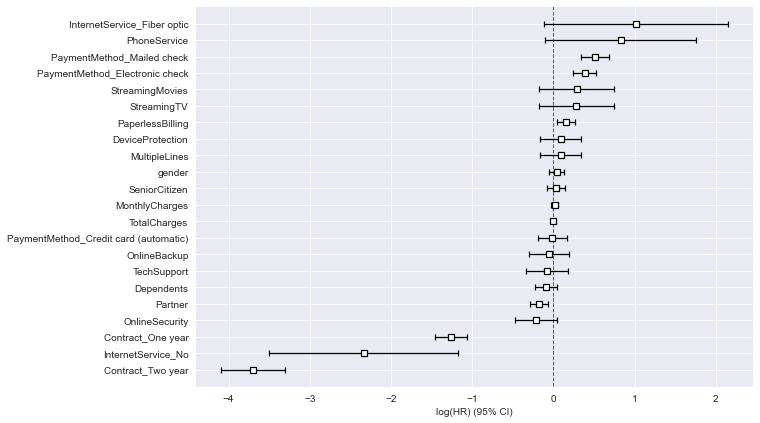 InternetService_Fiber optic
PhoneService
PaymentMethod_Mailed check
PaymentMethod_Electronic check
StreamingMovies
StreamingTV
PaperlessBilling
DeviceProtection
MultipleLines
gender
SeniorCitizen
MonthlyCharges
TotalCharges
PaymentMethod_Credit card (automatic)
OnlineBackup
TechSupport
Dependents
Partner
OnlineSecurity
Contract_One year
InternetService_No
Contract_Two year
−4 −3 −2 −1 0 1 2
log(HR) (95% CI)